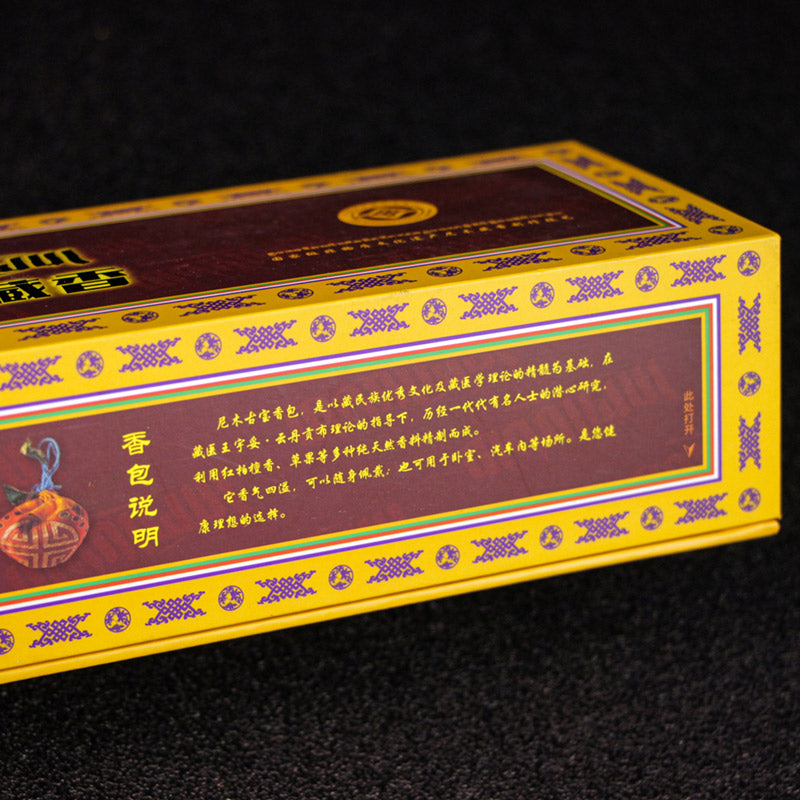 藏香
香包说明
尼木古宝香包，是以藏民族优秀文化及藏医学理论的精髓为基础，在
藏医王宇妥·云丹贡布理论的指导下，历经一代代有名人士的潜心研究，
利用红柏檀香、草果等多种纯天然香料精制而成。
它香气四溢，可以随身佩戴；也可用于卧室、汽车内等场所。是您健
康理想的选择。
此处打开